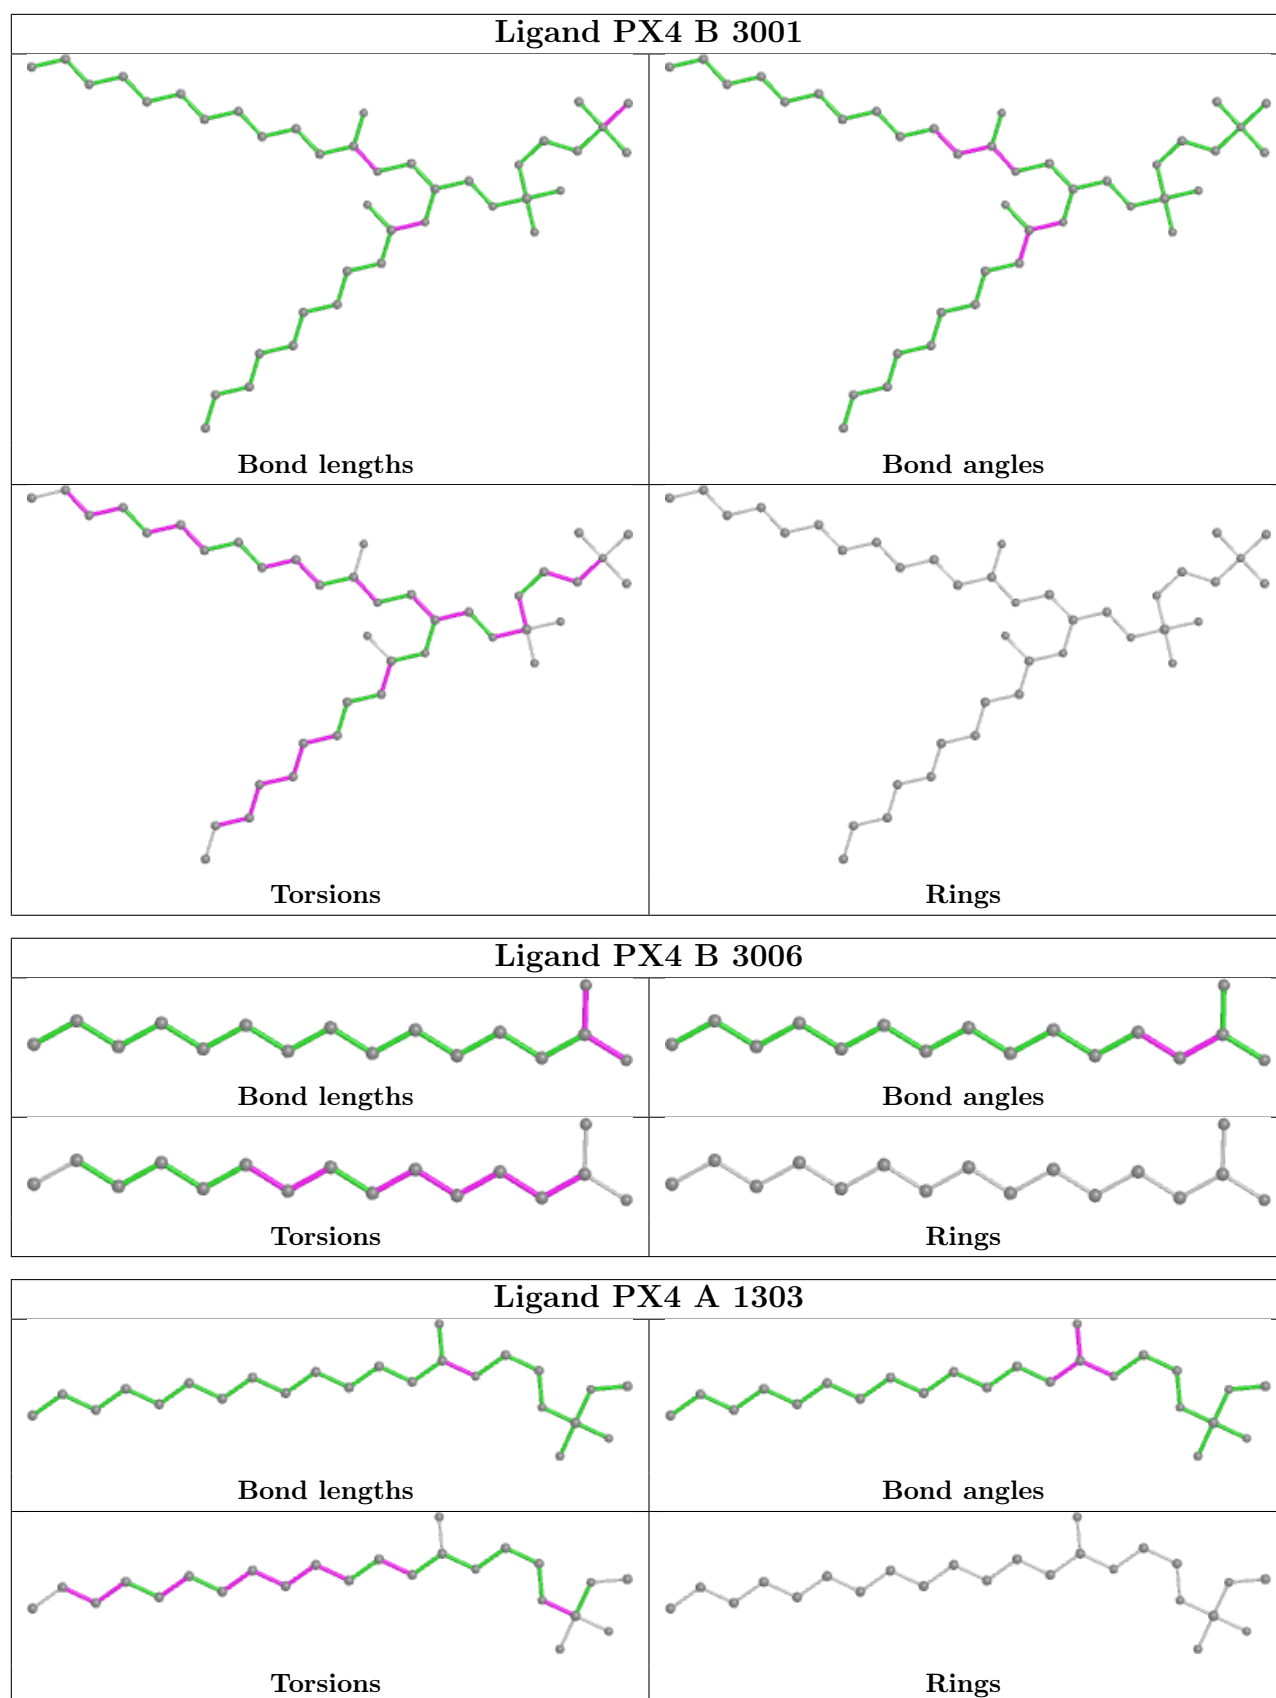 Ligand PX4 B 3001
Bond lengths
Bond angles
Torsions
Rings
Ligand PX4 B 3006
Bond lengths
Bond angles
Torsions
Rings
Ligand PX4 A 1303
Bond lengths
Bond angles
Torsions
Rings